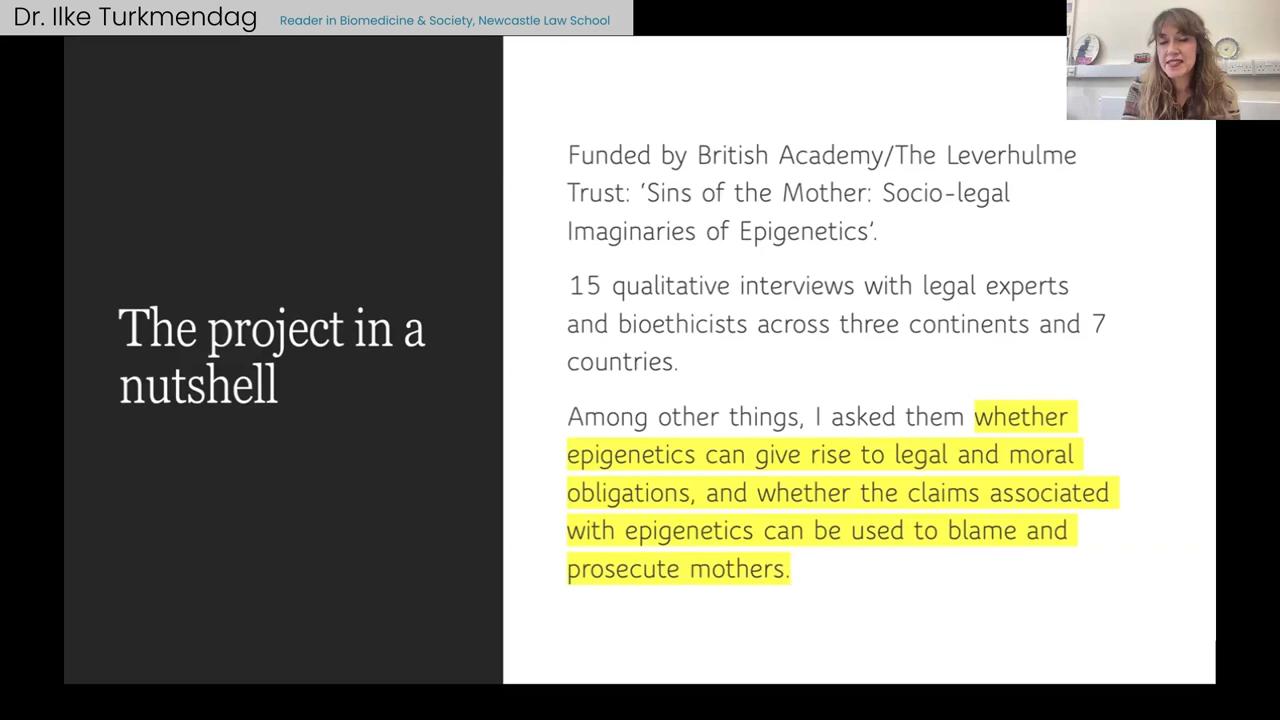 Dr. Ilke Turkmendag Reader in Biomedicine & Society, Newcastle Law School
The project in a
nutshell
Funded by British Academy/The Leverhulme
Trust: ‘Sins of the Mother: Socio-legal
Imaginaries of Epigenetics’.
15 qualitative interviews with legal experts
and bioethicists across three continents and 7
countries.
Among other things, I asked them whether
epigenetics can give rise to legal and moral
obligations, and whether the claims associated
with epigenetics can be used to blame and
prosecute mothers.